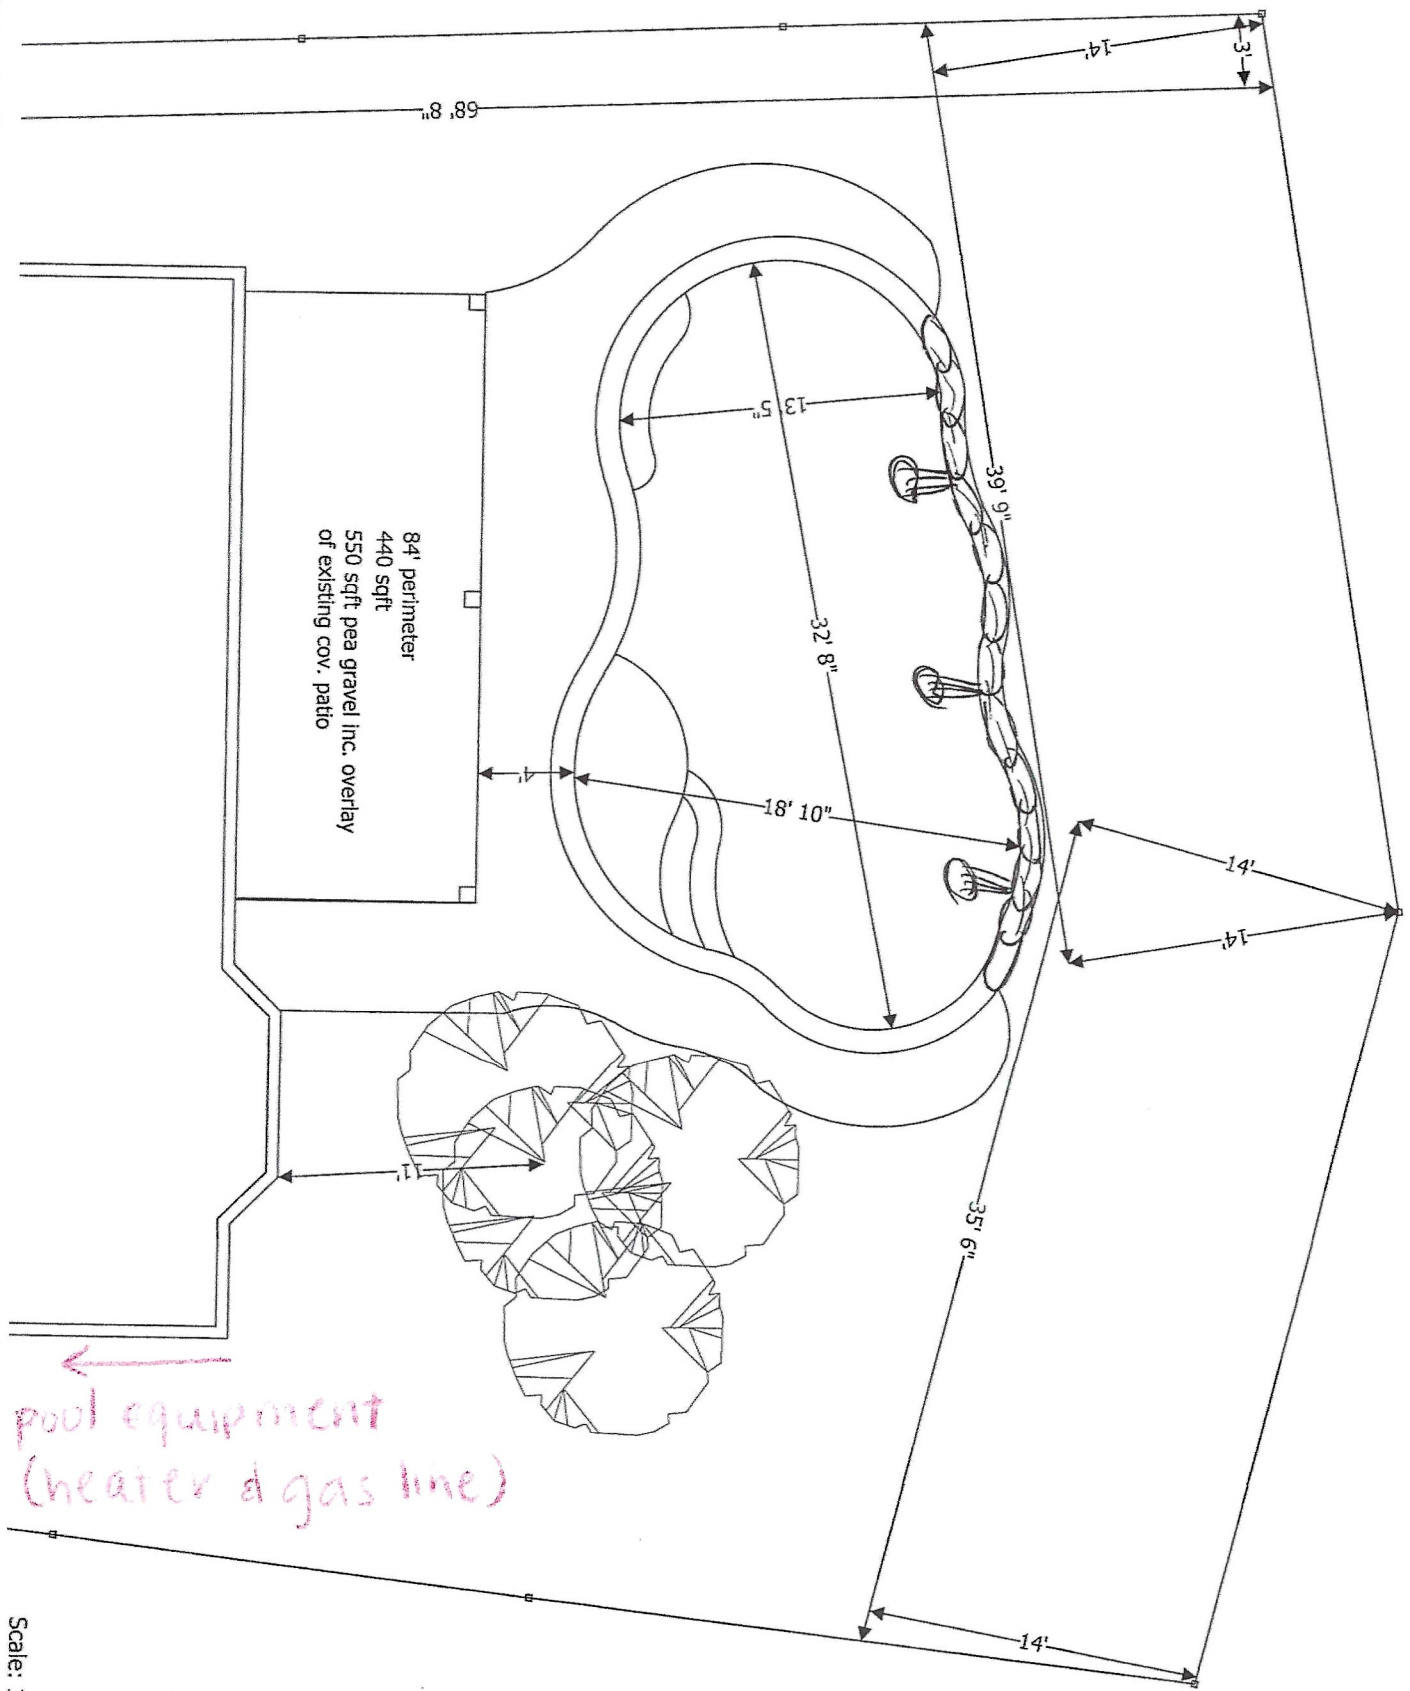 3'
14'
68' 8"
13' 5"
39' 9"
32' 8"
84' perimeter
440 sqft
550 sqft pea gravel inc. overlay
of existing cov. patio
4'
18' 10"
14'
14'
11'
35' 6"
pool equipment
(heater & gas line)
14'
Scale: